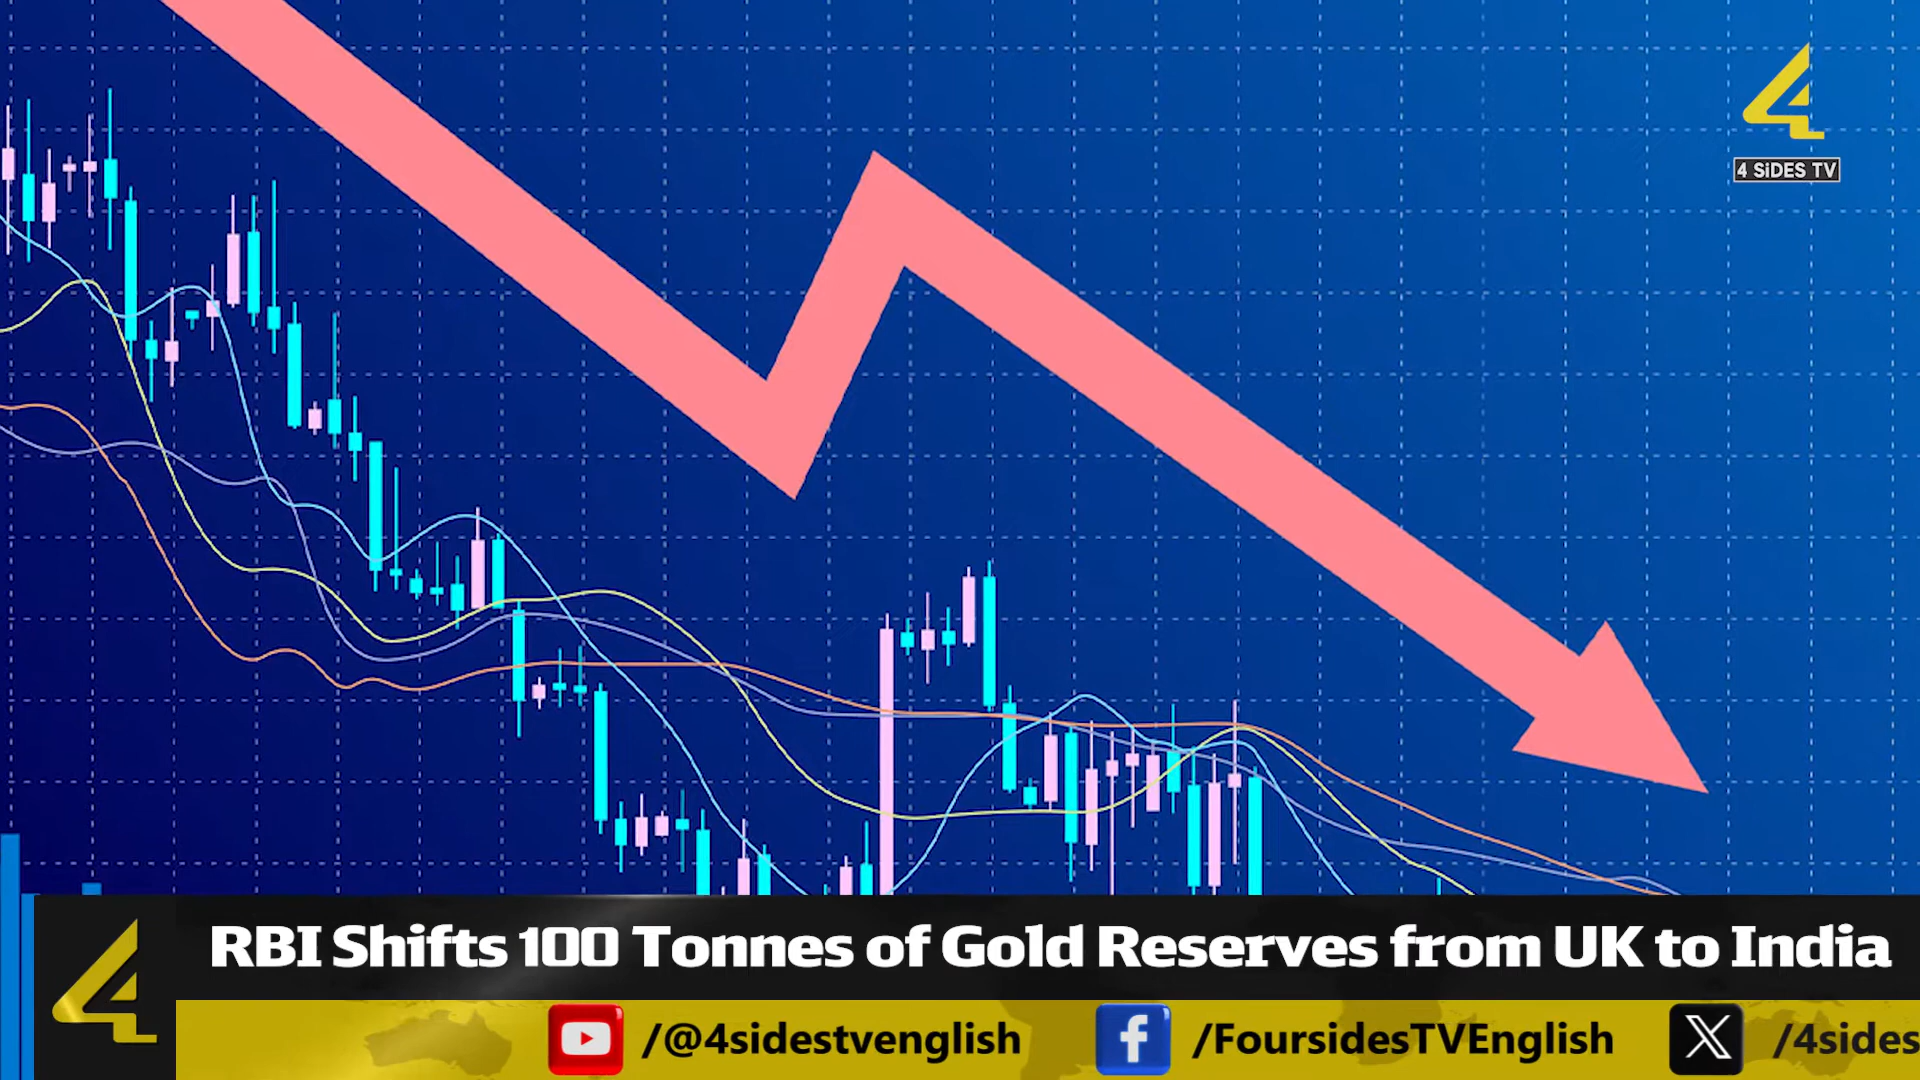 4 SiDES TV
RBI Shifts 100 Tonnes of Gold Reserves from UK to India
/@4sidestvenglish /FoursidesTVEnglish /4sides